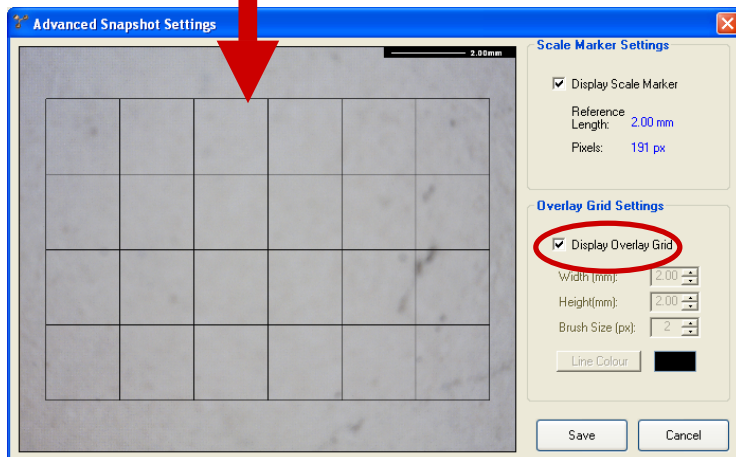 Advanced Snapshot Settings
2.00mm
Scale Marker Settings
Display Scale Marker
Reference
Length: 2.00 mm
Pixels: 191 px
Overlay Grid Settings
Display Overlay Grid
Width (mm): 2.00
Height(mm): 2.00
Brush Size (px): 2
Line Colour
Save Cancel